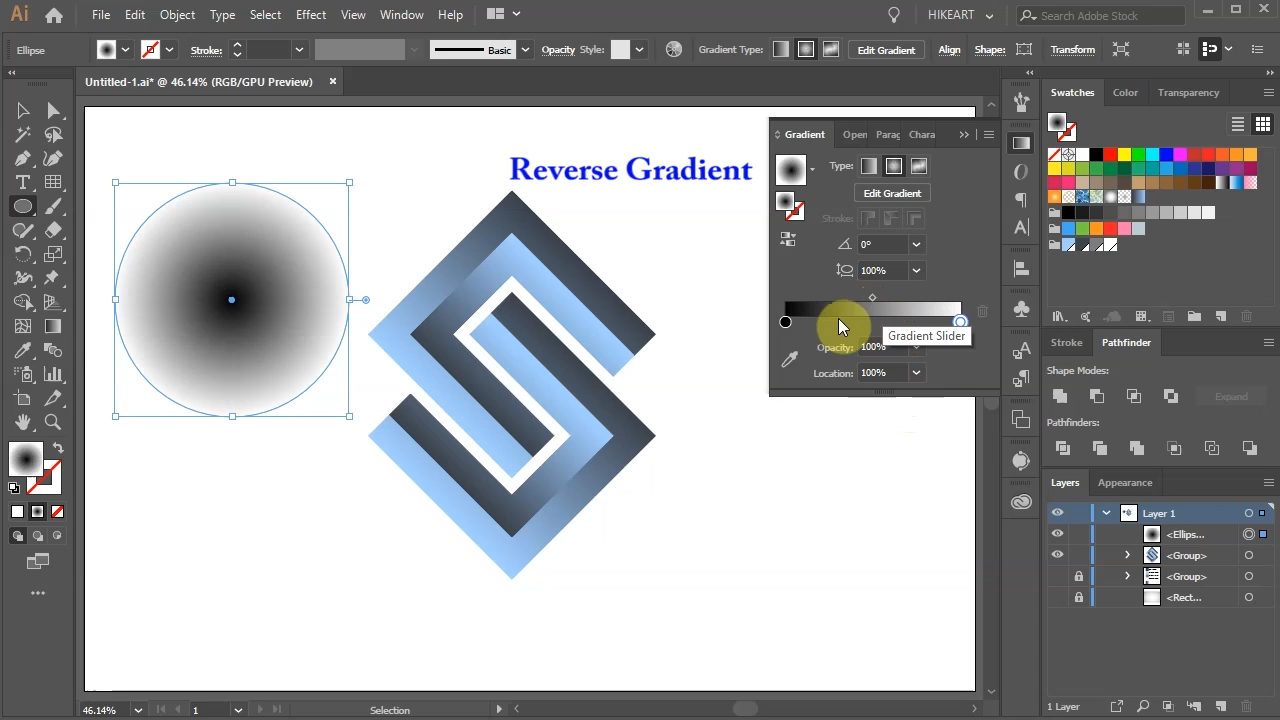 Ai File Edit Object Type Select Effect View Window Help HIKEART Search Adobe Stock
Ellipse Stroke: Basic Opacity Style: Gradient Type: Edit Gradient Align Shape: Transform
Untitled-1.ai* @ 46.14% (RGB/GPU Preview) ×
Swatches Color Transparency
Gradient Open Parag Chara
Reverse Gradient
Type:
Edit Gradient
Stroke:
0°
100%
Gradient Slider
Opacity: 100%
Location: 100%
Stroke Pathfinder
Shape Modes:
Expand
Pathfinders:
Layers Appearance
Layer 1
<Ellips...
<Group>
<Group>
<Rect...
1 Layer
46.14% 1 Selection